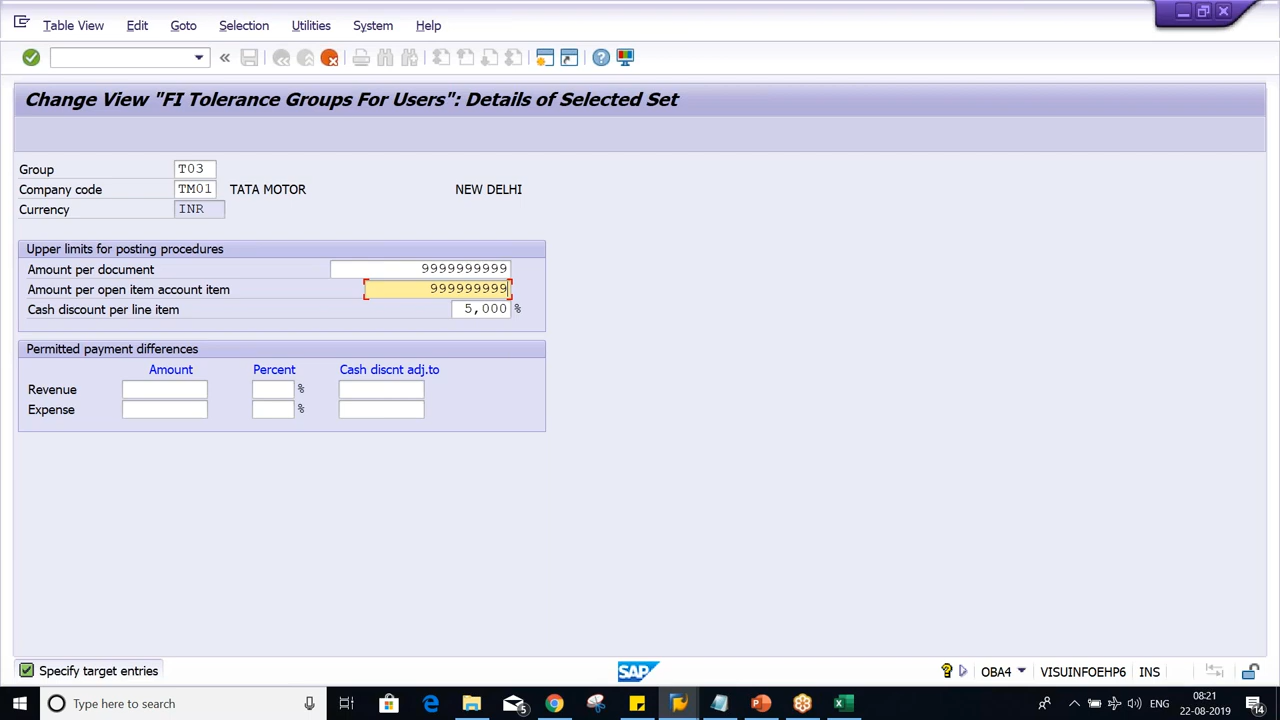 Table View Edit Goto Selection Utilities System Help
Change View "FI Tolerance Groups For Users": Details of Selected Set
Group T03
Company code TM01 TATA MOTOR NEW DELHI
Currency INR
Upper limits for posting procedures
Amount per document 9999999999
Amount per open item account item 999999999
Cash discount per line item 5,000 %
Permitted payment differences
Amount Percent Cash discnt adj.to
Revenue %
Expense %
Specify target entries SAP OBA4 VISUINFOEHP6 INS
Type here to search 5 ENG 08:21
22-08-2019 14